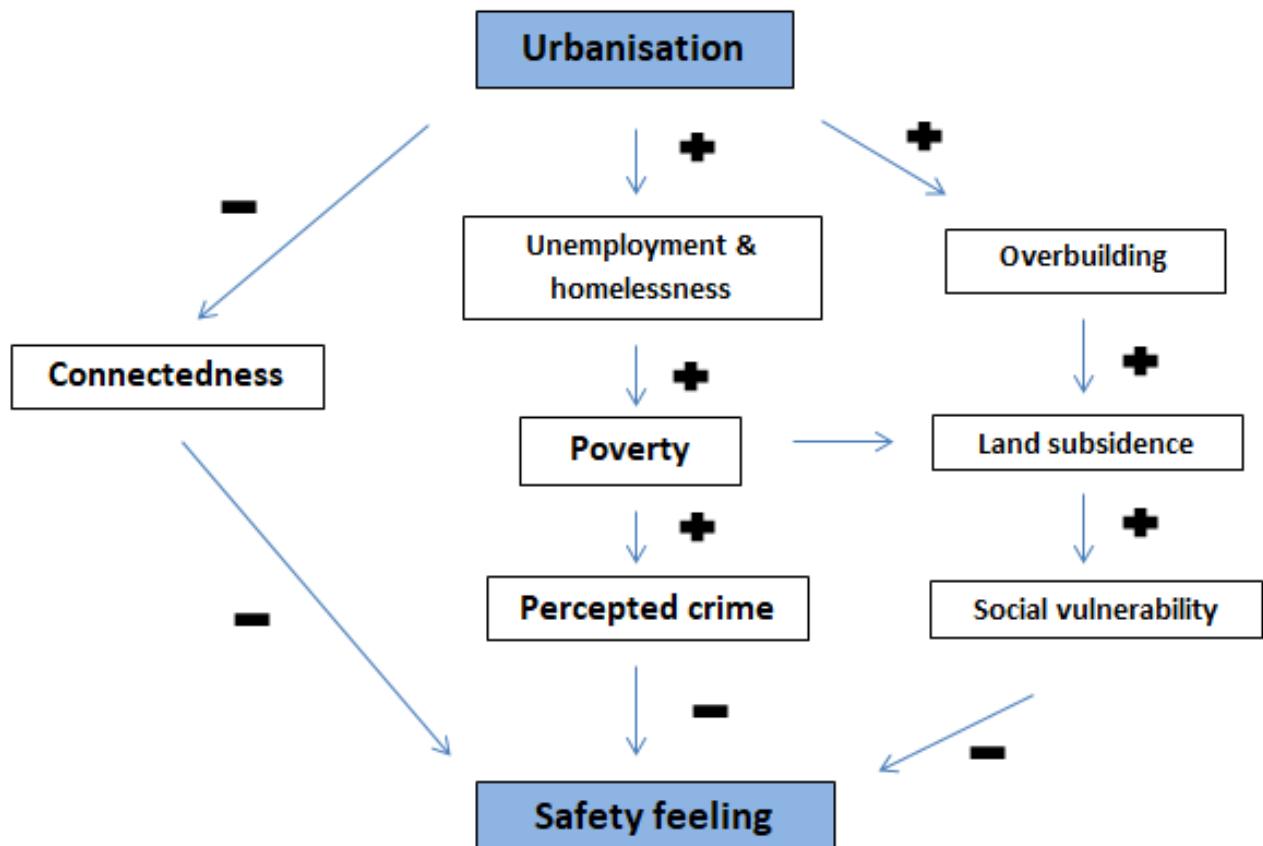 Urbanisation
Unemployment &
homelessness
Overbuilding
Connectedness
Poverty
Land subsidence
Percepted crime
Social vulnerability
Safety feeling